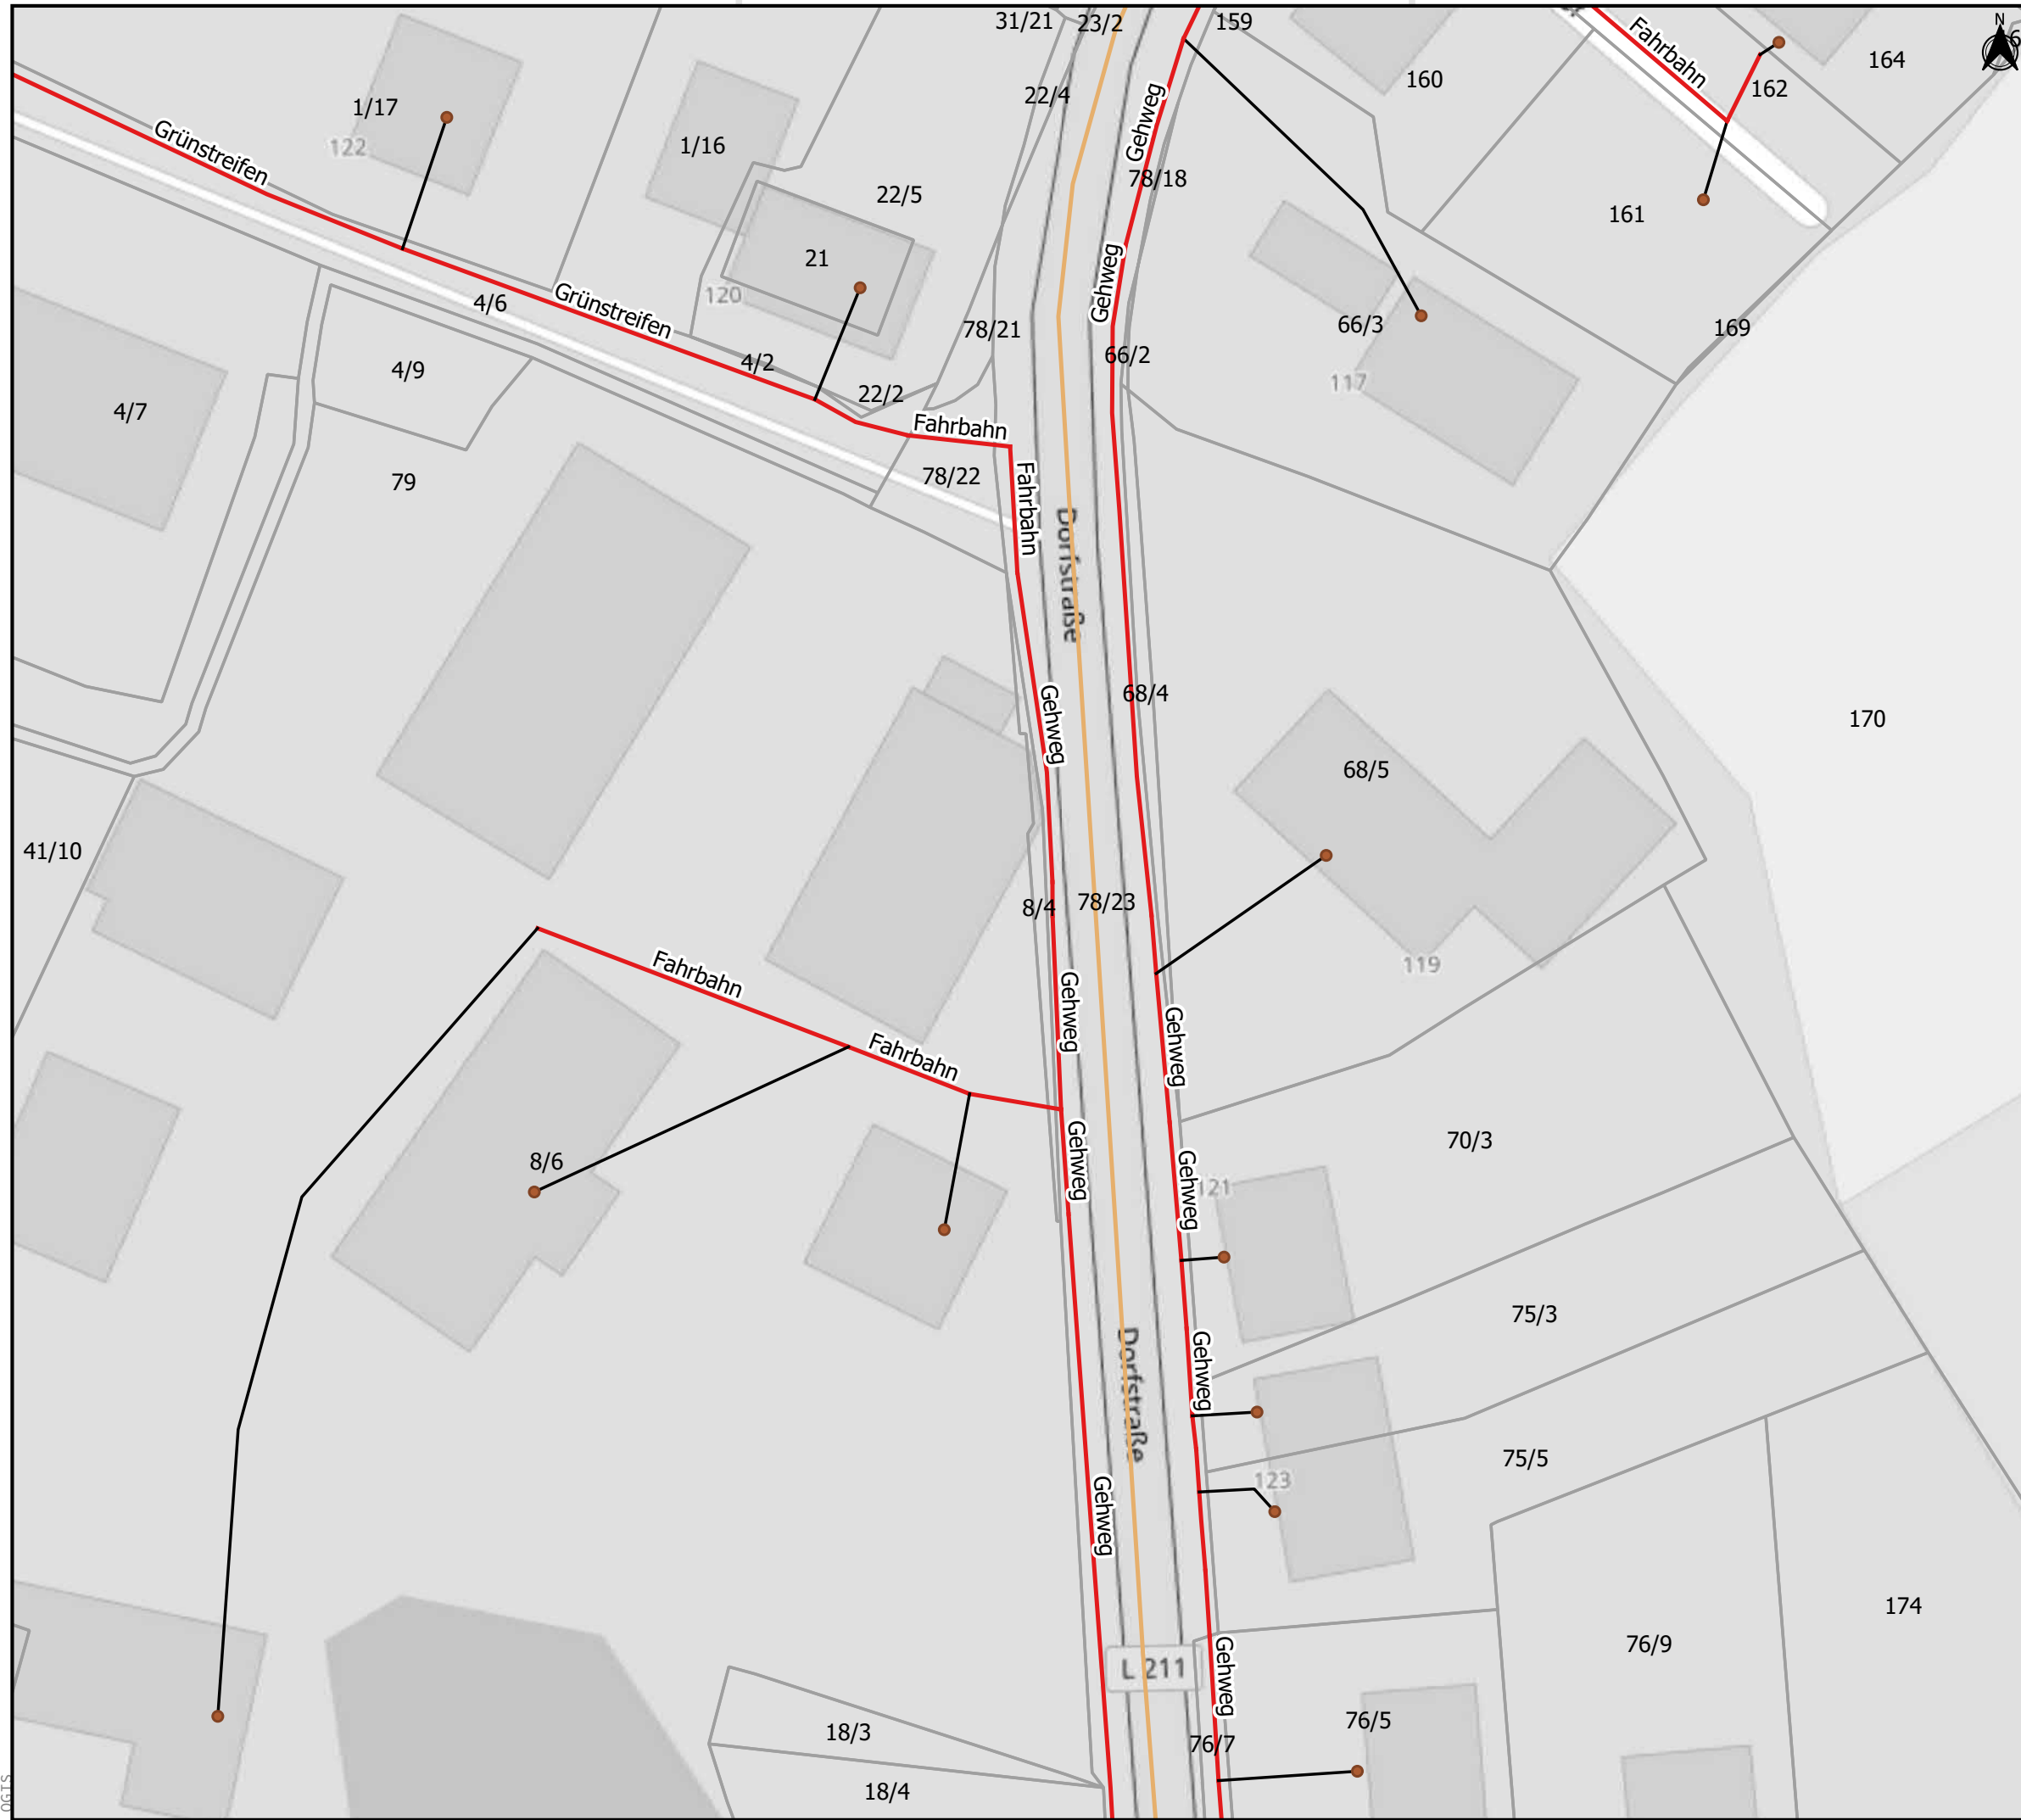 31/21
23/2
159
N
Fahrbahn
164
160
162
22/4
1/17
Gehweg
Grünstreifen
122
1/16
78/18
22/5
161
21
Gehweg
120
4/6
Grünstreifen
78/21
66/3
169
66/2
4/2
4/9
117
22/2
4/7
Fahrbahn
78/22
79
Fahrbahn
Dorfstraße
68/4
Gehweg
170
68/5
41/10
78/23
8/4
119
Fahrbahn
Gehweg
Gehweg
Fahrbahn
70/3
8/6
Gehweg
Gehweg
121
75/3
Gehweg
Dorfstraße
75/5
123
Gehweg
174
76/9
L 211
Gehweg
76/5
18/3
76/7
18/4
QGIS